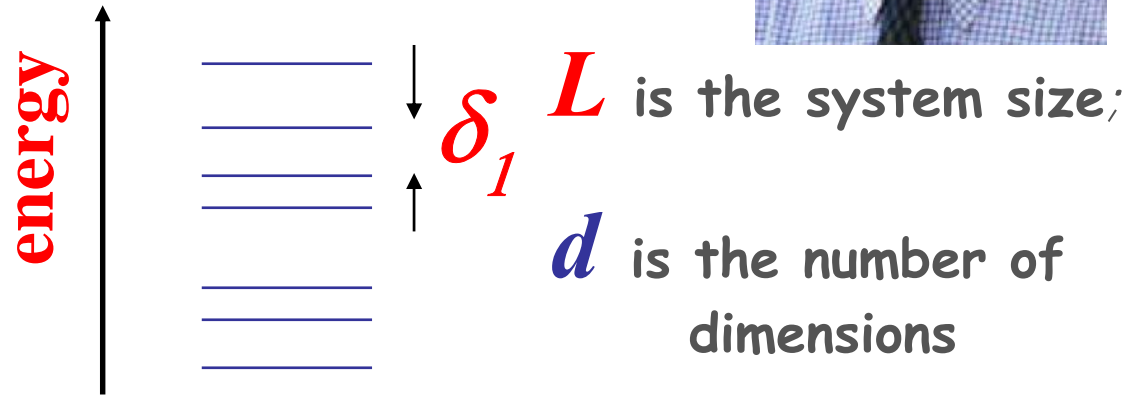 energy
δ₁
L is the system size;
d is the number of
dimensions